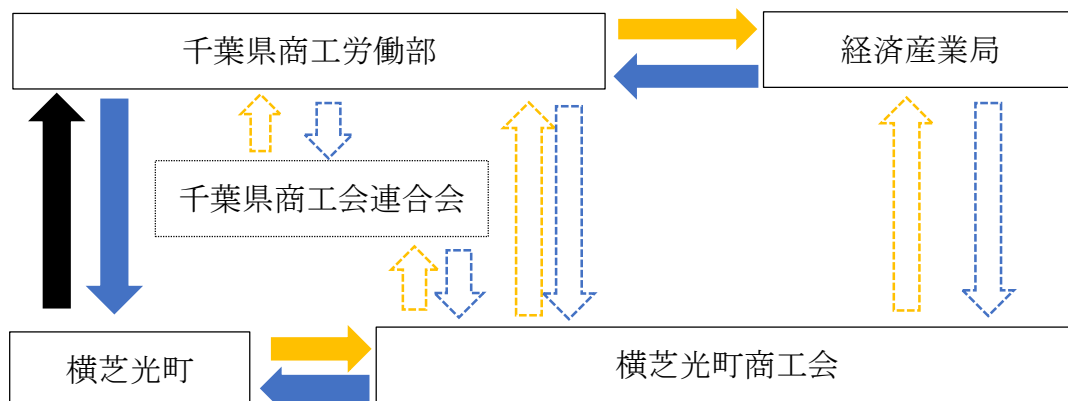 千葉県商工労働部
経済産業局
千葉県商工会連合会
横芝光町
横芝光町商工会